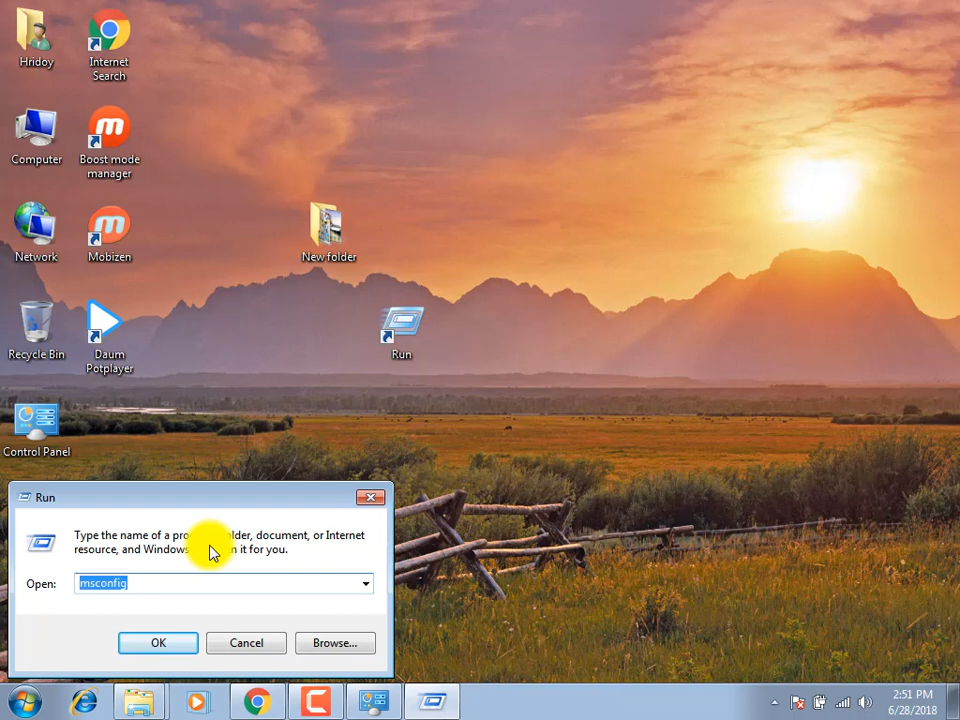 Hridoy
Internet
Search
Computer
Boost mode
manager
Network
Mobizen
New folder
Recycle Bin
Daum
Potplayer
Run
Control Panel
Run
Type the name of a pro older, document, or Internet
resource, and Windows n it for you.
Open: msconfig
OK Cancel Browse...
2:51 PM
6/28/2018